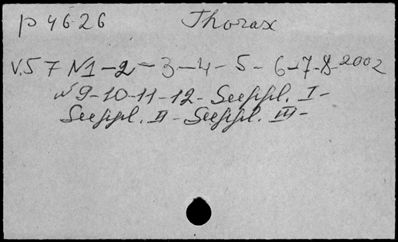 p 4626 Thorax
V.57 N1-2-3-4-5-6-7-8 2002
N9-10-11-12-Suppl. I-
Suppl. II-Suppl. III-